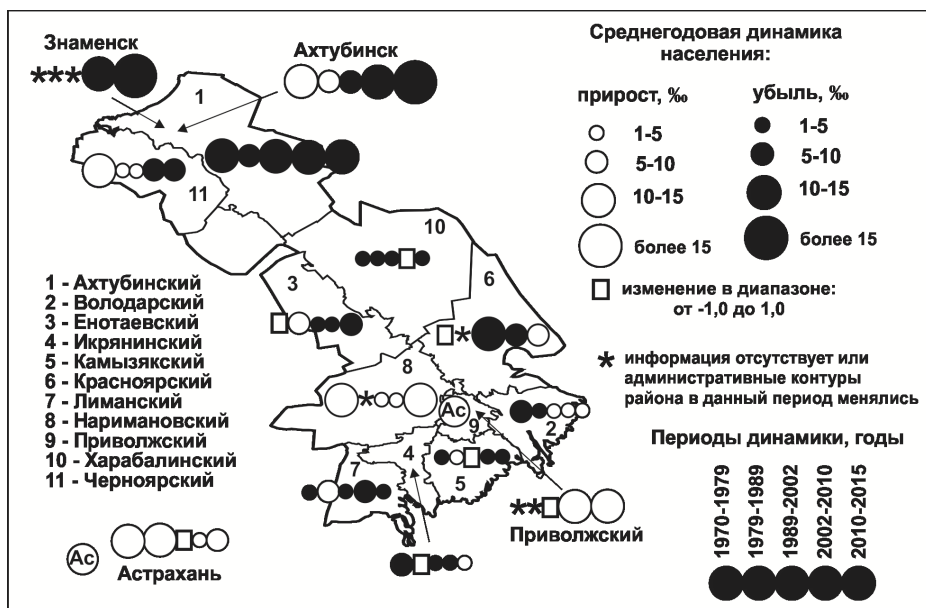 Знаменск
***
Ахтубинск
Среднегодовая динамика
населения:
прирост, ‰
убыль, ‰
1-5
1-5
5-10
5-10
10-15
10-15
более 15
более 15
изменение в диапазоне:
от -1,0 до 1,0
* информация отсутствует или
административные контуры
района в данный период менялись
Периоды динамики, годы
1970-1979
1979-1989
1989-2002
2002-2010
2010-2015
1
11
10
3
6
*
8
*
Ас
9
2
4
7
5
**
Приволжский
1 - Ахтубинский
2 - Володарский
3 - Енотаевский
4 - Икрянинский
5 - Камызякский
6 - Красноярский
7 - Лиманский
8 - Наримановский
9 - Приволжский
10 - Харабалинский
11 - Черноярский
Ас
Астрахань